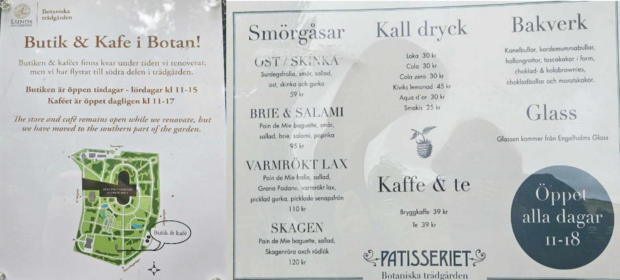 LUNDS
Botaniska
trädgården
Butik & Kafe i Botan!
Butiken & kaféet finns kvar under tiden vi renoverar,
men vi har flyttat till södra delen i trädgården.
Butiken är öppen tisdagar - lördagar kl 11-15
Kaféet är öppet dagligen kl 11-17
The store and café remains open while we renovate, but
we have moved to the southern part of the garden.
Butik & kafé
Smörgåsar
OST / SKINKA
Surdegsfralla, smör, sallad,
ost, skinka och gurka
59 kr
BRIE & SALAMI
Pain de Mie baguette, smör,
sallad, brie, salami, paprika
95 kr
VARMRÖKT LAX
Pain de Mie fralla, sallad,
Grana Padano, varmrökt lax,
picklad gurka, picklade senapsfrön
110 kr
SKAGEN
Pain de Mie baguette, sallad,
Skagenröra och rödlök
120 kr
Kall dryck
Loka 30 kr
Cola 30 kr
Cola zero 30 kr
Kiviks lemonad 45 kr
Aqua d'or 30 kr
Smakis 25 kr
Kaffe & te
Bryggkaffe 39 kr
Te 39 kr
PATISSERIET
Botaniska trädgården
Bakverk
Kanelbullar, kardemummabullar,
hallongrottor, toscakakor i form,
choklad- & kolabrownies,
chokladbollar och morotskakor.
Glass
Glassen kommer från Engelholms Glass
Öppet
alla dagar
11-18